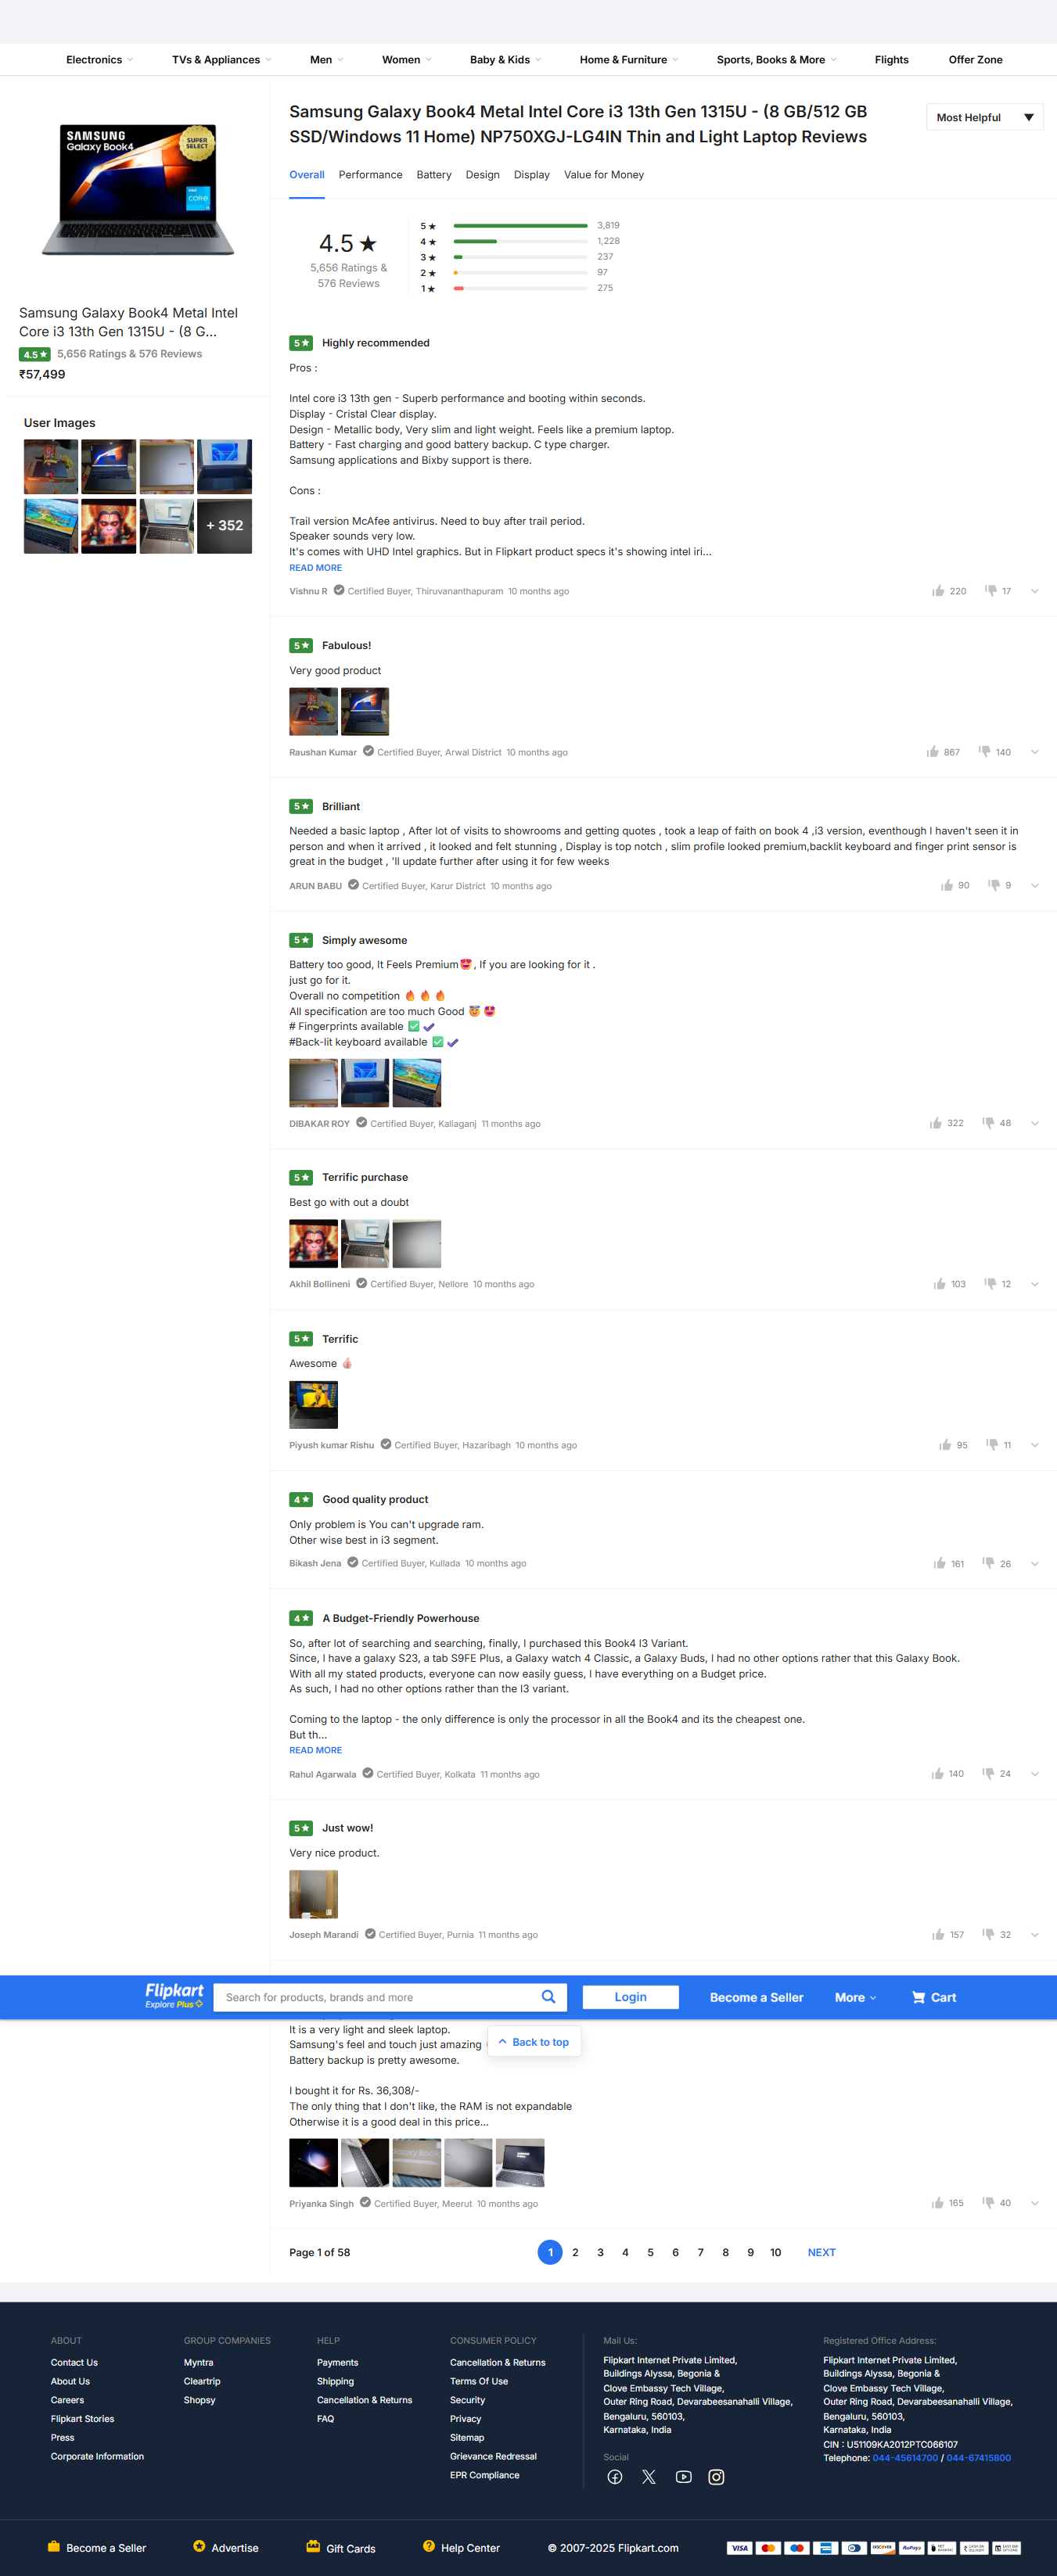 Electronics
TVs & Appliances
Men
Women
Baby & Kids
Home & Furniture
Sports, Books & More
Flights
Offer Zone
SAMSUNG
Galaxy Book4
SUPER
SELECT
intel
CORE
i3
Samsung Galaxy Book4 Metal Intel
Core i3 13th Gen 1315U - (8 G...
4.5★ 5,656 Ratings & 576 Reviews
₹57,499
User Images
+ 352
Samsung Galaxy Book4 Metal Intel Core i3 13th Gen 1315U - (8 GB/512 GB
SSD/Windows 11 Home) NP750XGJ-LG4IN Thin and Light Laptop Reviews
Most Helpful
Overall Performance Battery Design Display Value for Money
4.5★
5,656 Ratings &
576 Reviews
5★ 3,819
4★ 1,228
3★ 237
2★ 97
1★ 275
5★ Highly recommended
Pros :
Intel core i3 13th gen - Superb performance and booting within seconds.
Display - Cristal Clear display.
Design - Metallic body, Very slim and light weight. Feels like a premium laptop.
Battery - Fast charging and good battery backup. C type charger.
Samsung applications and Bixby support is there.
Cons :
Trail version McAfee antivirus. Need to buy after trail period.
Speaker sounds very low.
It's comes with UHD Intel graphics. But in Flipkart product specs it's showing intel iri...
READ MORE
Vishnu R Certified Buyer, Thiruvananthapuram 10 months ago 220 17
5★ Fabulous!
Very good product
Raushan Kumar Certified Buyer, Arwal District 10 months ago 867 140
5★ Brilliant
Needed a basic laptop , After lot of visits to showrooms and getting quotes , took a leap of faith on book 4 ,i3 version, eventhough I haven't seen it in
person and when it arrived , it looked and felt stunning , Display is top notch , slim profile looked premium,backlit keyboard and finger print sensor is
great in the budget , 'll update further after using it for few weeks
ARUN BABU Certified Buyer, Karur District 10 months ago 90 9
5★ Simply awesome
Battery too good, It Feels Premium😍, If you are looking for it .
just go for it.
Overall no competition 🔥 🔥 🔥
All specification are too much Good 🥰 😍
# Fingerprints available ✅ ✔
#Back-lit keyboard available ✅ ✔
DIBAKAR ROY Certified Buyer, Kaliaganj 11 months ago 322 48
5★ Terrific purchase
Best go with out a doubt
Akhil Bollineni Certified Buyer, Nellore 10 months ago 103 12
5★ Terrific
Awesome 👍
Piyush kumar Rishu Certified Buyer, Hazaribagh 10 months ago 95 11
4★ Good quality product
Only problem is You can't upgrade ram.
Other wise best in i3 segment.
Bikash Jena Certified Buyer, Kullada 10 months ago 161 26
4★ A Budget-Friendly Powerhouse
So, after lot of searching and searching, finally, I purchased this Book4 I3 Variant.
Since, I have a galaxy S23, a tab S9FE Plus, a Galaxy watch 4 Classic, a Galaxy Buds, I had no other options rather that this Galaxy Book.
With all my stated products, everyone can now easily guess, I have everything on a Budget price.
As such, I had no other options rather than the I3 variant.
Coming to the laptop - the only difference is only the processor in all the Book4 and its the cheapest one.
But th...
READ MORE
Rahul Agarwala Certified Buyer, Kolkata 11 months ago 140 24
5★ Just wow!
Very nice product.
Joseph Marandi Certified Buyer, Purnia 11 months ago 157 32
Flipkart
Explore Plus
Search for products, brands and more
Login
Become a Seller
More
Cart
It is a very light and sleek laptop.
Samsung's feel and touch just amazing
Back to top
Battery backup is pretty awesome.
I bought it for Rs. 36,308/-
The only thing that I don't like, the RAM is not expandable
Otherwise it is a good deal in this price...
Priyanka Singh Certified Buyer, Meerut 10 months ago 165 40
Page 1 of 58
1 2 3 4 5 6 7 8 9 10 NEXT
ABOUT
Contact Us
About Us
Careers
Flipkart Stories
Press
Corporate Information
GROUP COMPANIES
Myntra
Cleartrip
Shopsy
HELP
Payments
Shipping
Cancellation & Returns
FAQ
CONSUMER POLICY
Cancellation & Returns
Terms Of Use
Security
Privacy
Sitemap
Grievance Redressal
EPR Compliance
Mail Us:
Flipkart Internet Private Limited,
Buildings Alyssa, Begonia &
Clove Embassy Tech Village,
Outer Ring Road, Devarabeesanahalli Village,
Bengaluru, 560103,
Karnataka, India
Social
Registered Office Address:
Flipkart Internet Private Limited,
Buildings Alyssa, Begonia &
Clove Embassy Tech Village,
Outer Ring Road, Devarabeesanahalli Village,
Bengaluru, 560103,
Karnataka, India
CIN : U51109KA2012PTC066107
Telephone: 044-45614700 / 044-67415800
Become a Seller
Advertise
Gift Cards
Help Center
© 2007-2025 Flipkart.com
VISA
DISCOVER
RuPay